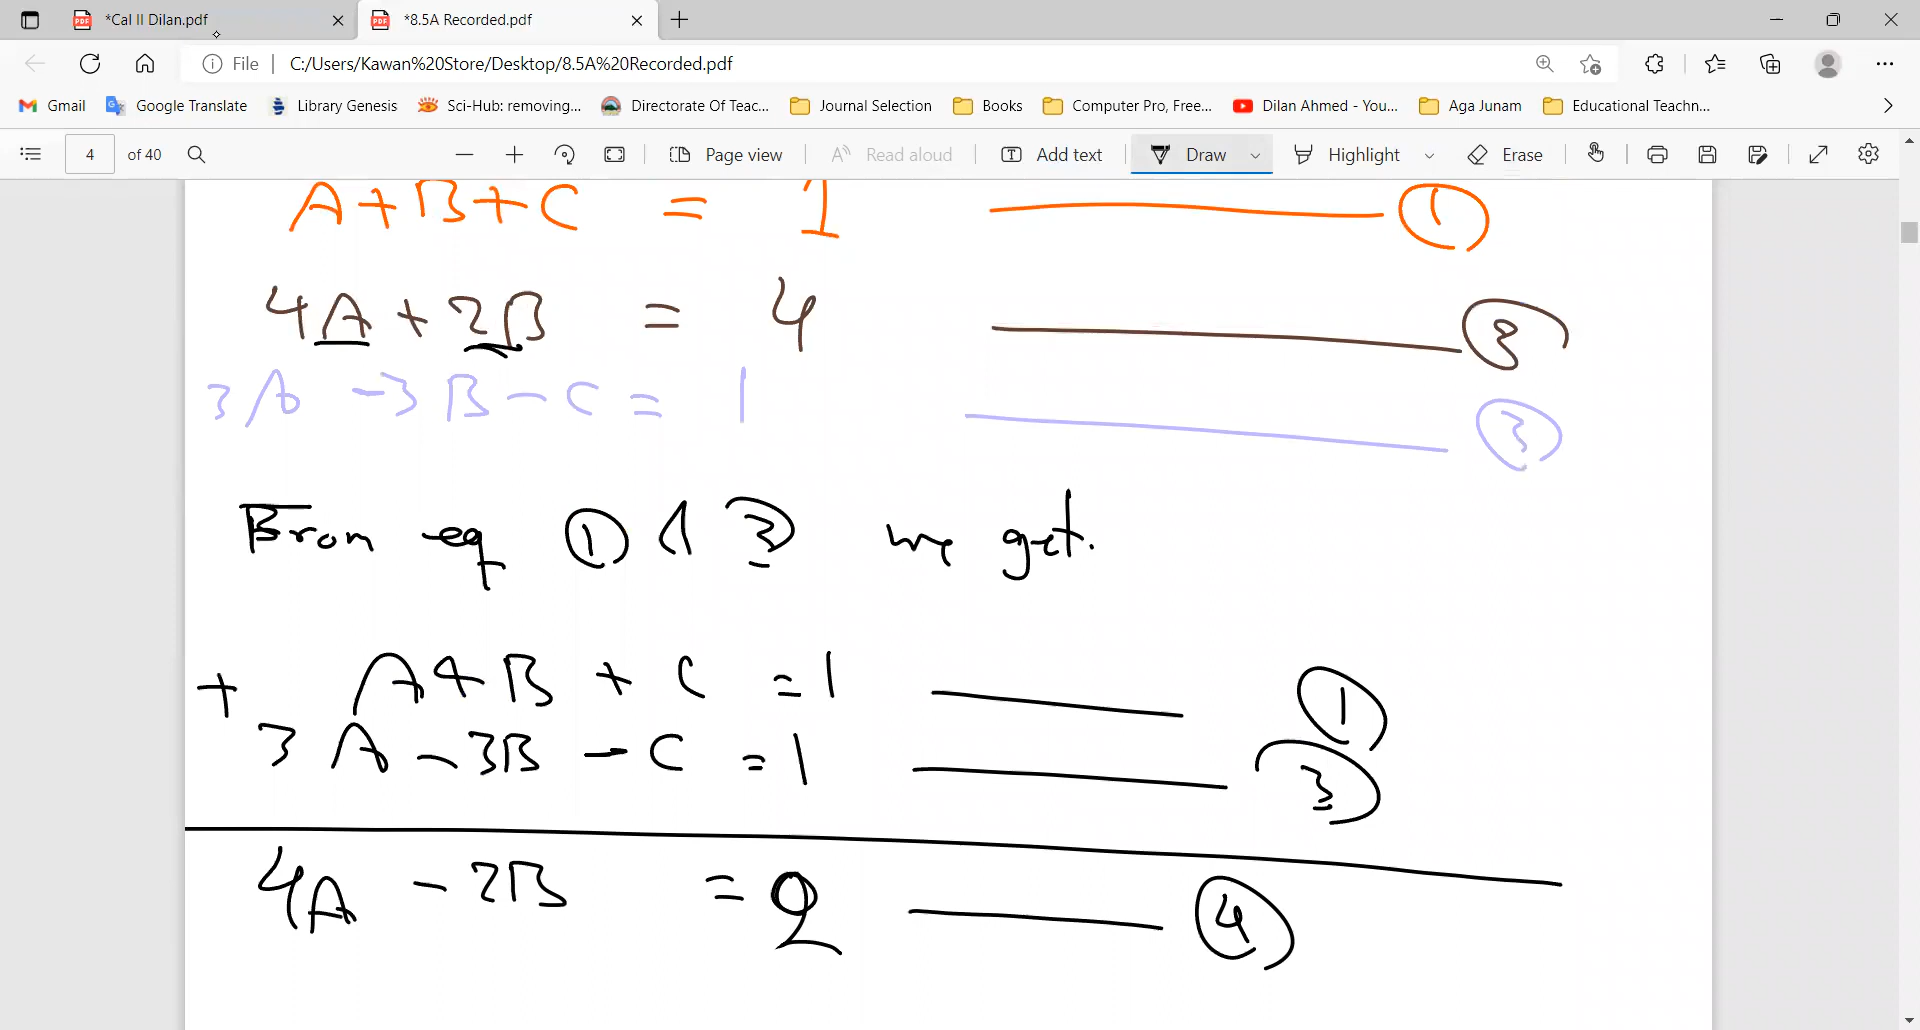 *Cal II Dilan.pdf
*8.5A Recorded.pdf
File C:/Users/Kawan%20Store/Desktop/8.5A%20Recorded.pdf
Gmail Google Translate Library Genesis Sci-Hub: removing... Directorate Of Teac... Journal Selection Books Computer Pro, Free... Dilan Ahmed - You... Aga Junam Educational Teachn...
4 of 40 Page view Read aloud Add text Draw Highlight Erase
A+B+C = 1 ①
4A + 2B = 4
3A - 3B - C = 1 ③
From eq ① & ③ we get.
+ A+B + C = 1 ①
3A - 3B - C = 1 ③
4A - 2B = 2 ④